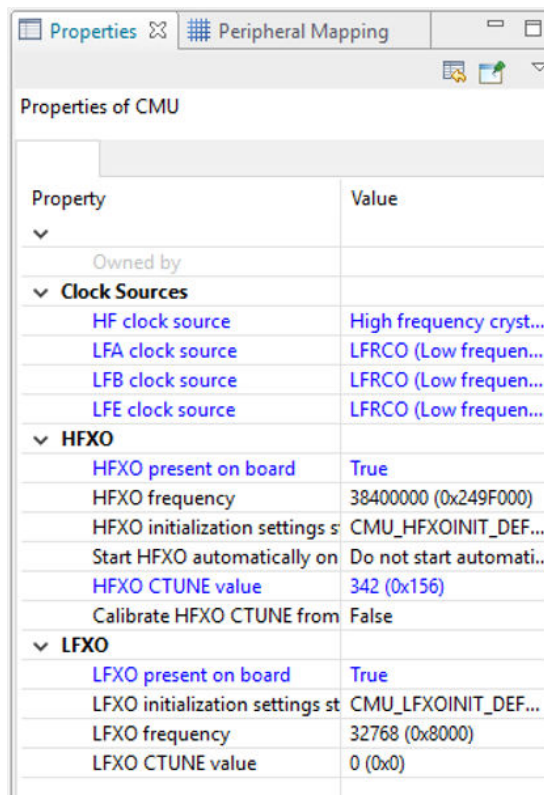 Properties Peripheral Mapping
Properties of CMU
Property Value
Owned by
Clock Sources
HF clock source High frequency cryst...
LFA clock source LFRCO (Low frequen...
LFB clock source LFRCO (Low frequen...
LFE clock source LFRCO (Low frequen...
HFXO
HFXO present on board True
HFXO frequency 38400000 (0x249F000)
HFXO initialization settings s CMU_HFXOINIT_DEF...
Start HFXO automatically on Do not start automati...
HFXO CTUNE value 342 (0x156)
Calibrate HFXO CTUNE from False
LFXO
LFXO present on board True
LFXO initialization settings st CMU_LFXOINIT_DEF...
LFXO frequency 32768 (0x8000)
LFXO CTUNE value 0 (0x0)